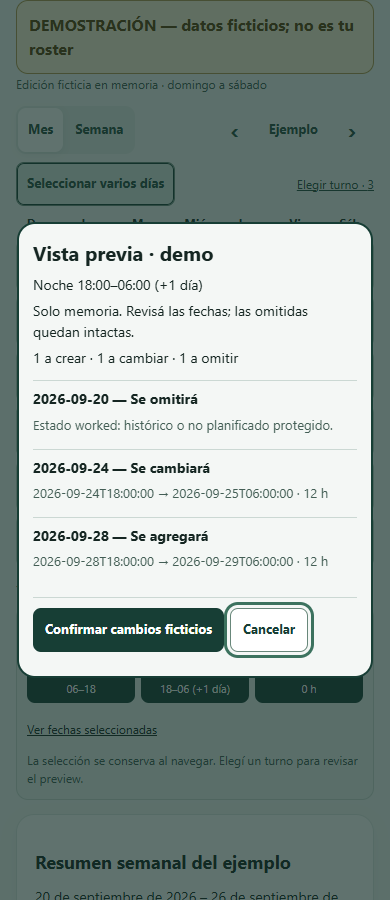 DEMOSTRACIÓN — datos ficticios; no es tu
roster
Edición ficticia en memoria · domingo a sábado
Mes Semana ‹ Ejemplo ›
Seleccionar varios días Elegir turno · 3
Vista previa · demo
Noche 18:00–06:00 (+1 día)
Solo memoria. Revisá las fechas; las omitidas
quedan intactas.
1 a crear · 1 a cambiar · 1 a omitir
2026-09-20 — Se omitirá
Estado worked: histórico o no planificado protegido.
2026-09-24 — Se cambiará
2026-09-24T18:00:00 → 2026-09-25T06:00:00 · 12 h
2026-09-28 — Se agregará
2026-09-28T18:00:00 → 2026-09-29T06:00:00 · 12 h
Confirmar cambios ficticios Cancelar
06–18 18–06 (+1 día) 0 h
Ver fechas seleccionadas
La selección se conserva al navegar. Elegí un turno para revisar
el preview.
Resumen semanal del ejemplo
20 de septiembre de 2026 – 26 de septiembre de